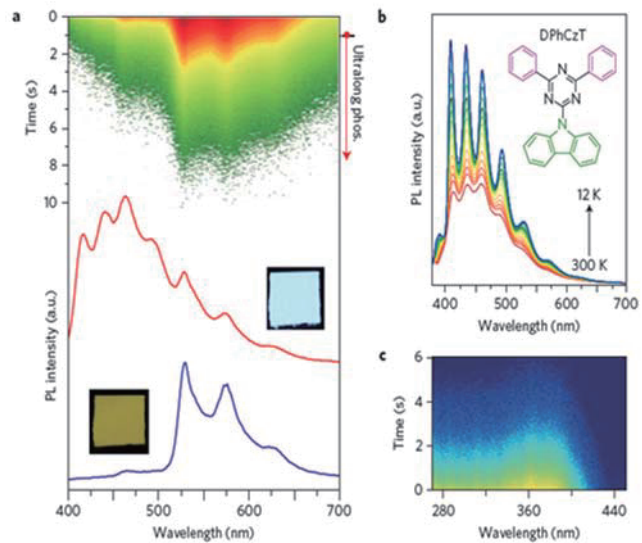 a
0
2
4
6
8
10
Time (s)
Ultralong phos.
PL intensity (a.u.)
400 500 600 700
Wavelength (nm)
b
DPhCzT
N
N
N
N
12 K
300 K
PL intensity (a.u.)
400 500 600 700
Wavelength (nm)
c
6
4
2
0
Time (s)
280 360 440
Wavelength (nm)